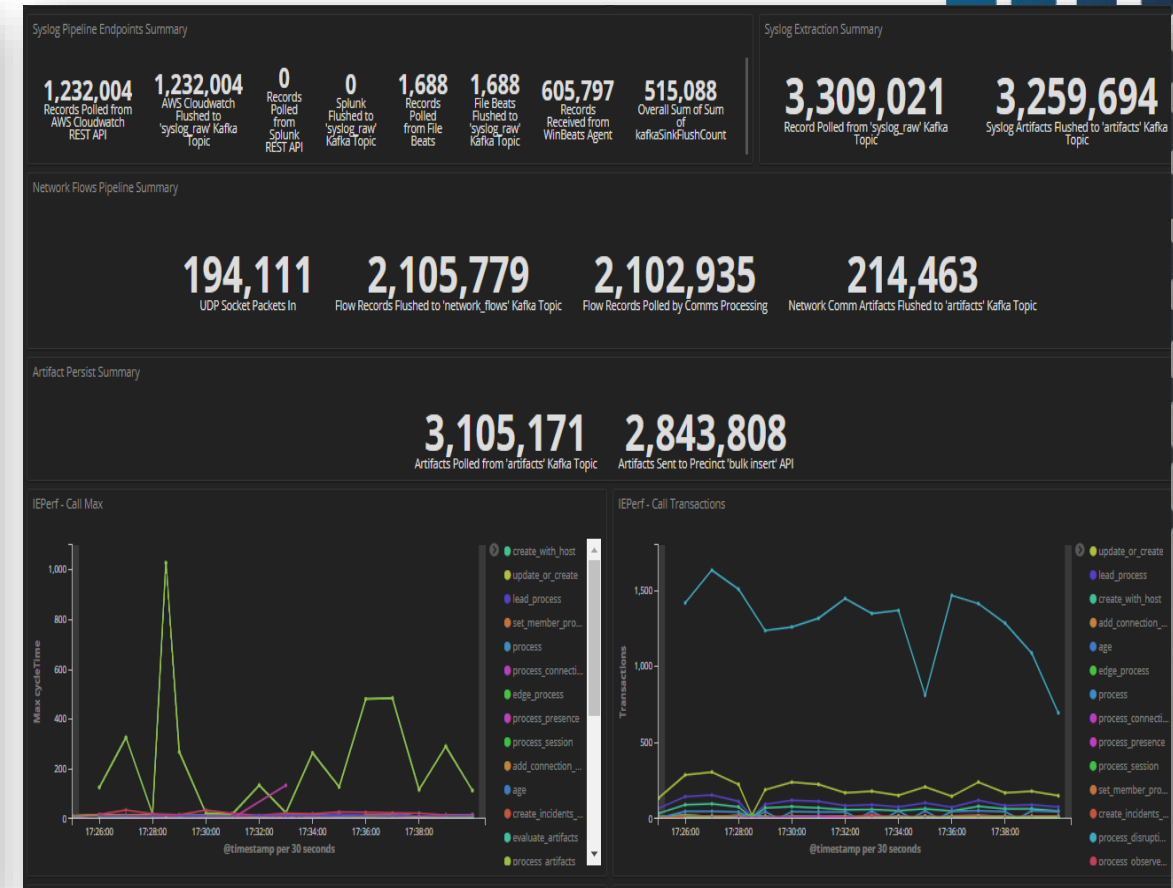 Syslog Pipeline Endpoints Summary
1,232,004
Records Polled from
AWS Cloudwatch
REST API
1,232,004
AWS Cloudwatch
Flushed to
'syslog_raw' Kafka
Topic
0
Records
Polled
from
Splunk
REST API
0
Splunk
Flushed to
'syslog_raw'
Kafka Topic
1,688
Records
Polled
from File
Beats
1,688
File Beats
Flushed to
'syslog_raw'
Kafka Topic
605,797
Records
Received from
WinBeats Agent
515,088
Overall Sum of Sum
of
kafkaSinkFlushCount
Syslog Extraction Summary
3,309,021
Record Polled from 'syslog_raw' Kafka
Topic
3,259,694
Syslog Artifacts Flushed to 'artifacts' Kafka
Topic
Network Flows Pipeline Summary
194,111
UDP Socket Packets In
2,105,779
Flow Records Flushed to 'network_flows' Kafka Topic
2,102,935
Flow Records Polled by Comms Processing
214,463
Network Comm Artifacts Flushed to 'artifacts' Kafka Topic
Artifact Persist Summary
3,105,171
Artifacts Polled from 'artifacts' Kafka Topic
2,843,808
Artifacts Sent to Precinct 'bulk insert' API
IEPerf - Call Max
Max cycleTime
1,000
800
600
400
200
0
17:26:00
17:28:00
17:30:00
17:32:00
17:34:00
17:36:00
17:38:00
@timestamp per 30 seconds
create_with_host
update_or_create
lead_process
set_member_pro...
process
process_connecti...
edge_process
process_presence
process_session
add_connection_...
age
create_incidents_...
evaluate_artifacts
process_artifacts
IEPerf - Call Transactions
Transactions
1,500
1,000
500
0
17:26:00
17:28:00
17:30:00
17:32:00
17:34:00
17:36:00
17:38:00
@timestamp per 30 seconds
update_or_create
lead_process
create_with_host
add_connection_...
age
edge_process
process
process_connecti...
process_presence
process_session
set_member_pro...
create_incidents_...
process_disrupti...
process_observe...